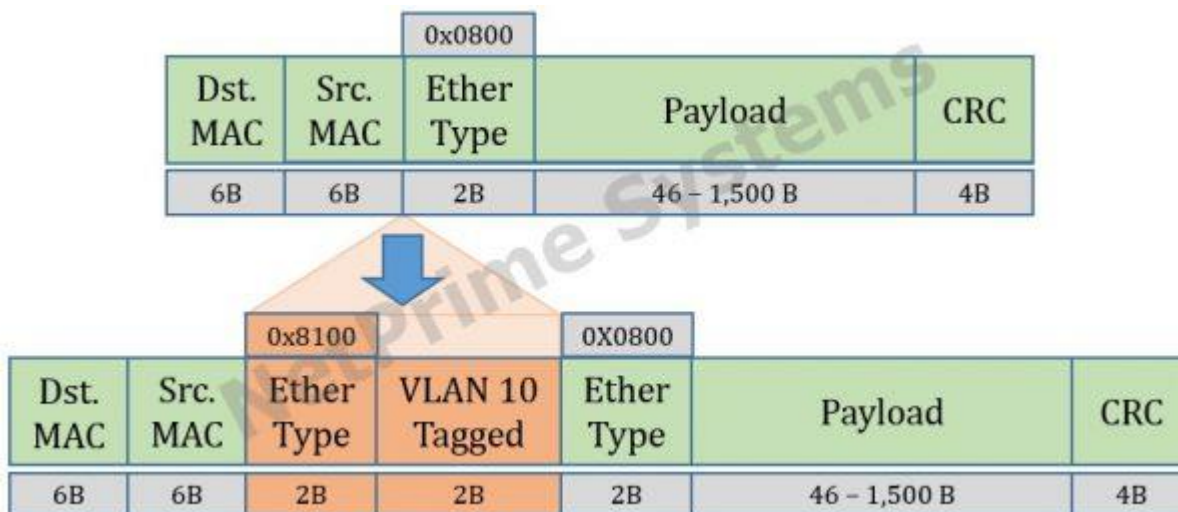 0x0800
Dst. MAC
Src. MAC
Ether Type
Payload
CRC
6B
6B
2B
46 – 1,500 B
4B
0x8100
0X0800
Dst. MAC
Src. MAC
Ether Type
VLAN 10 Tagged
Ether Type
Payload
CRC
6B
6B
2B
2B
2B
46 – 1,500 B
4B
NetPrime Systems